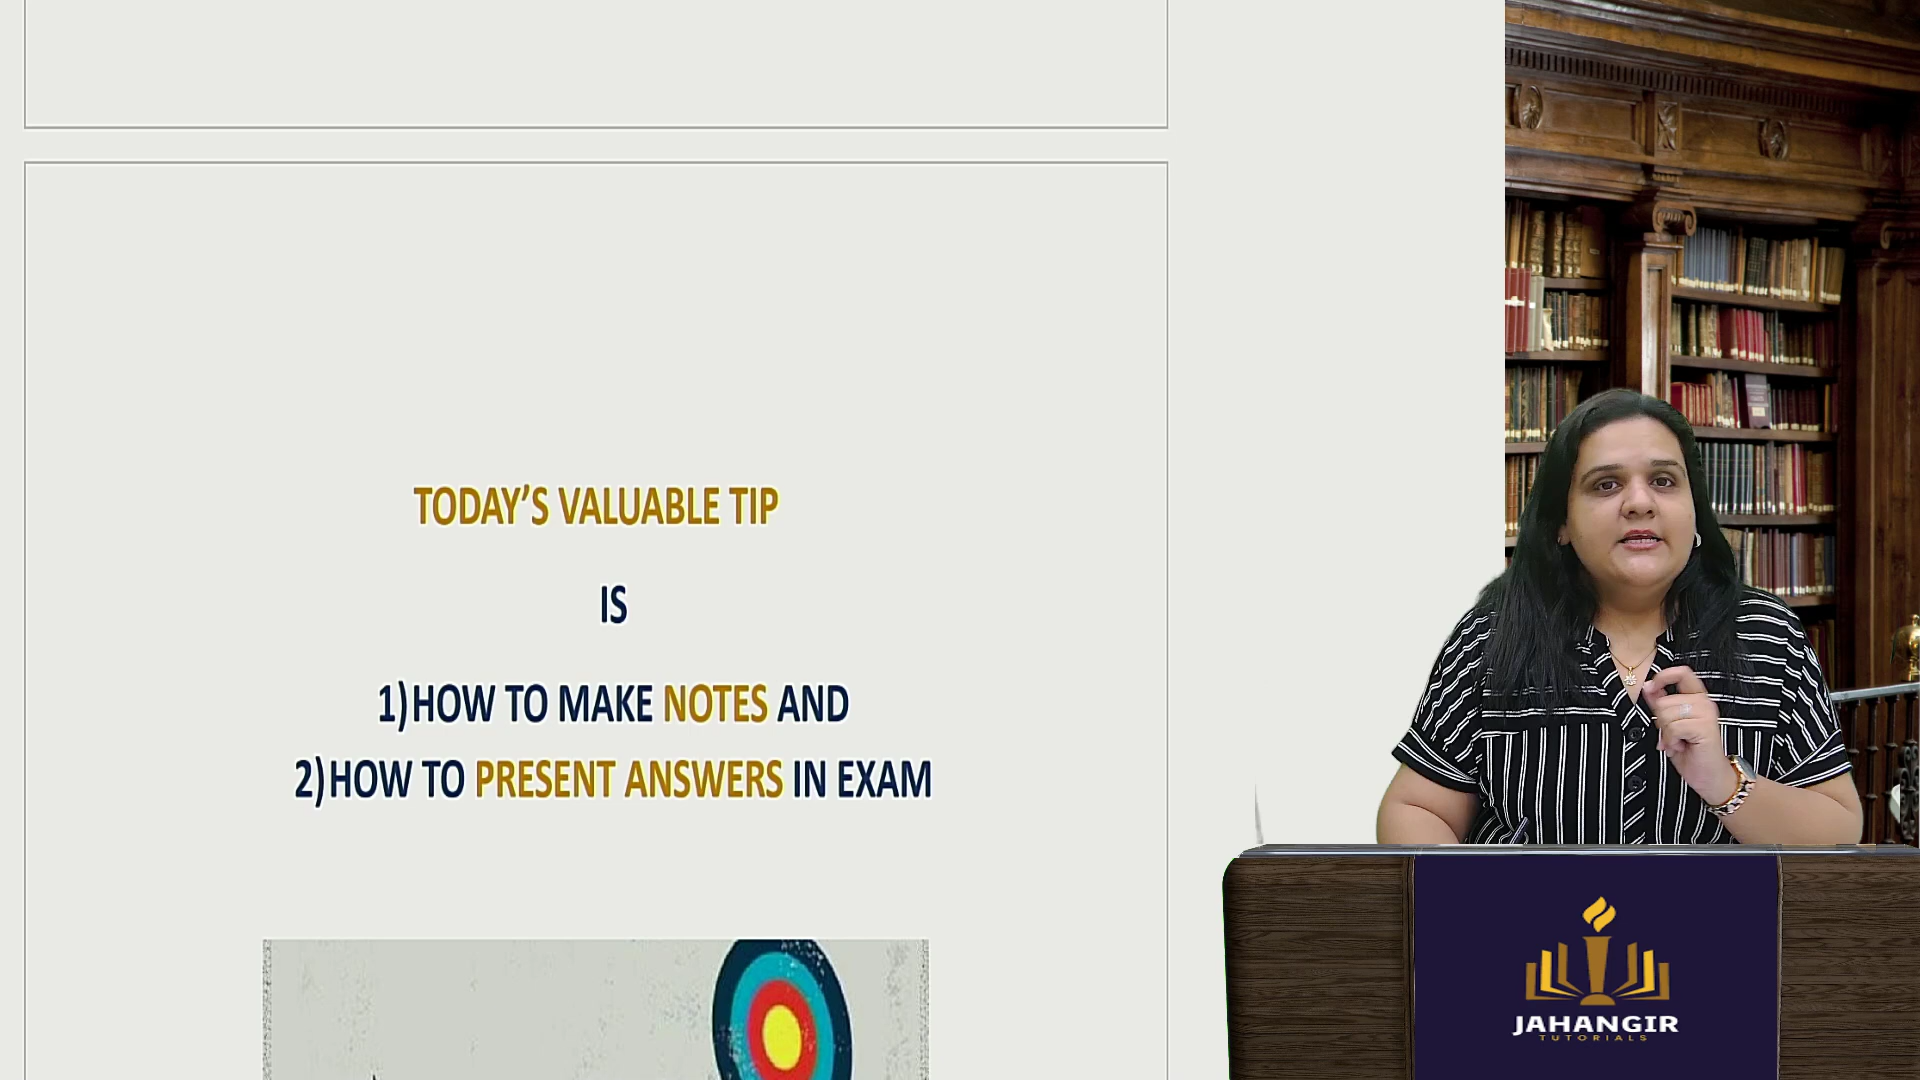 TODAY’S VALUABLE TIP
IS
1)HOW TO MAKE NOTES AND
2)HOW TO PRESENT ANSWERS IN EXAM
JAHANGIR
TUTORIALS